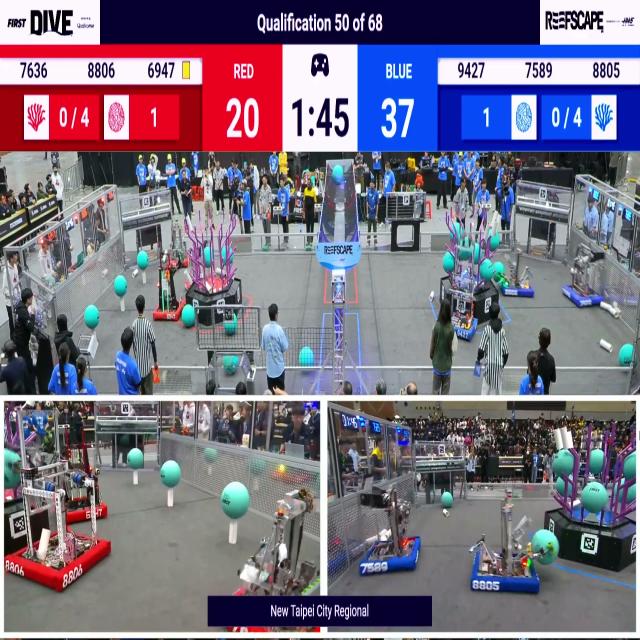 FIRST DIVE
Qualification 50 of 68
REEFSCAPE
7636 8806 6947
RED
BLUE
9427 7589 8805
0 / 4
1
20
1:45
37
1
0 / 4
REEFSCAPE
8806
8806
7589
8805
New Taipei City Regional